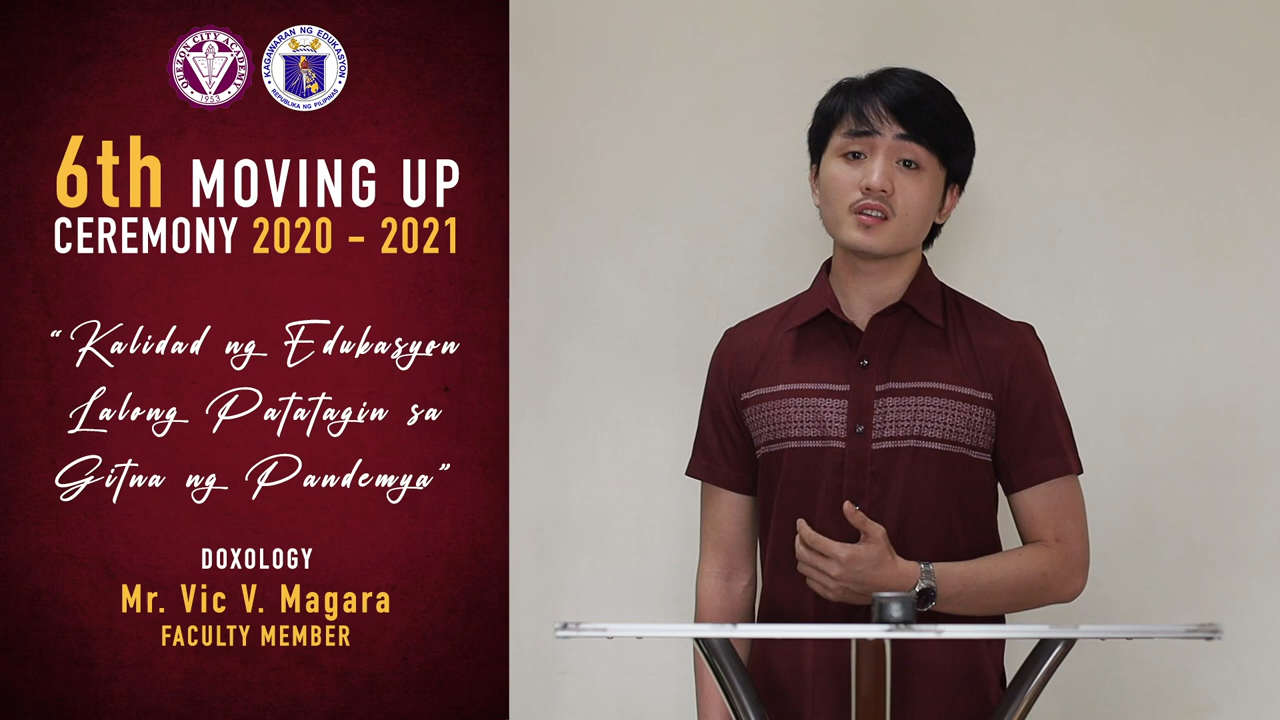 QUEZON CITY ACADEMY
1953
KAGAWARAN NG EDUKASYON
REPUBLIKA NG PILIPINAS
6th MOVING UP
CEREMONY 2020 - 2021
“Kalidad ng Edukasyon
Lalong Patatagin sa
Gitna ng Pandemya”
DOXOLOGY
Mr. Vic V. Magara
FACULTY MEMBER